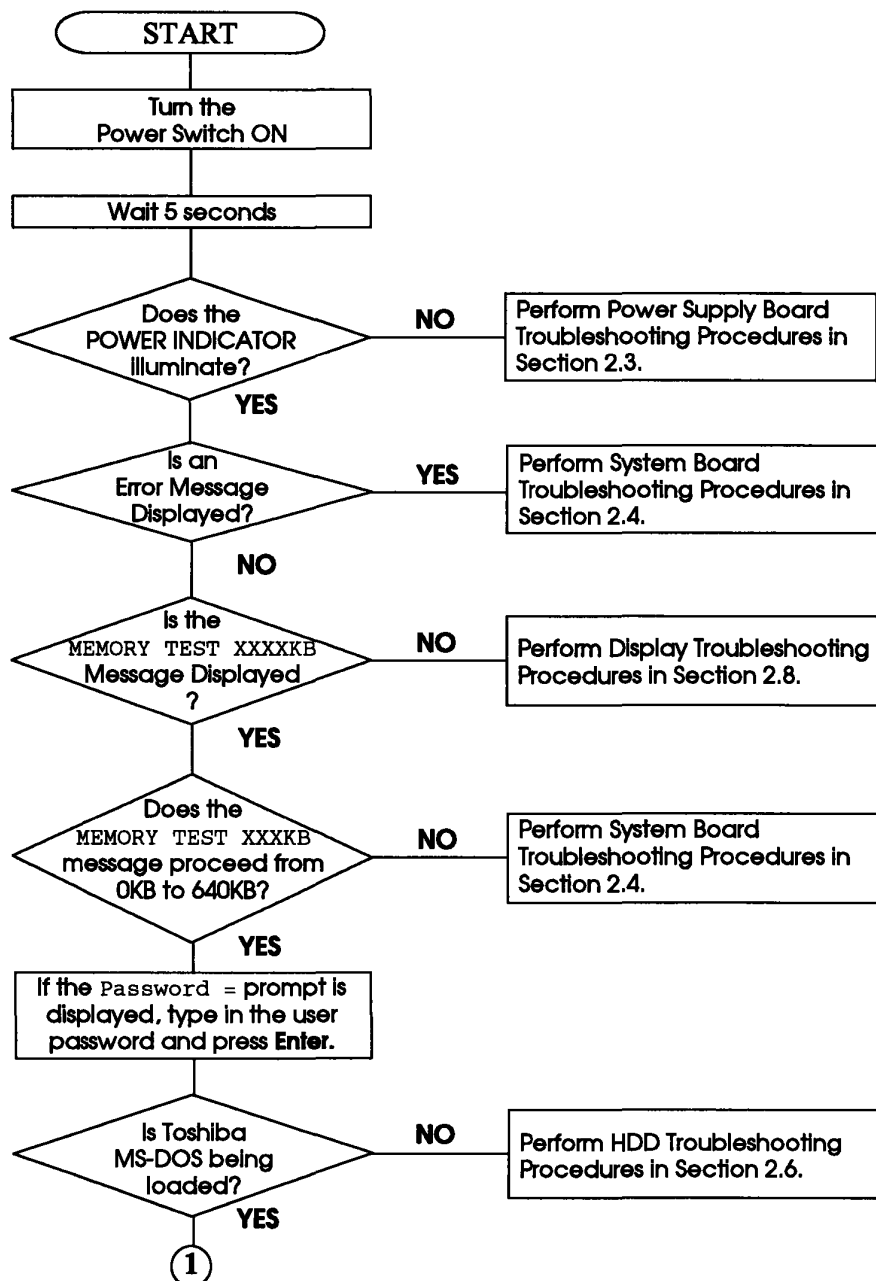 START
Turn the
Power Switch ON
Wait 5 seconds
Does the
POWER INDICATOR
illuminate?
NO
Perform Power Supply Board
Troubleshooting Procedures in
Section 2.3.
YES
Is an
Error Message
Displayed?
YES
Perform System Board
Troubleshooting Procedures in
Section 2.4.
NO
Is the
MEMORY TEST XXXXKB
Message Displayed
?
NO
Perform Display Troubleshooting
Procedures in Section 2.8.
YES
Does the
MEMORY TEST XXXKB
message proceed from
0KB to 640KB?
NO
Perform System Board
Troubleshooting Procedures in
Section 2.4.
YES
If the Password = prompt is
displayed, type in the user
password and press Enter.
Is Toshiba
MS-DOS being
loaded?
NO
Perform HDD Troubleshooting
Procedures in Section 2.6.
YES
1